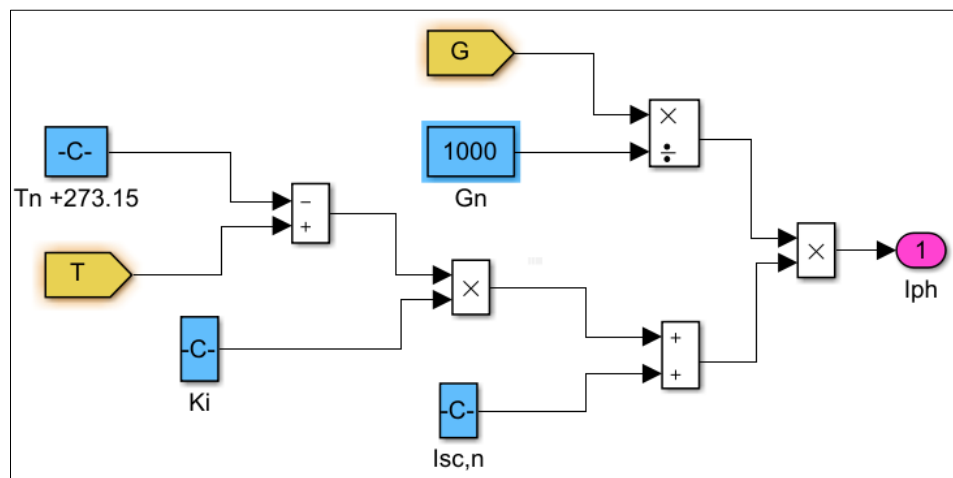 G
×
÷
1000
Gn
-C-
Tn +273.15
−
+
T
×
-C-
Ki
×
1
Iph
+
+
-C-
Isc,n